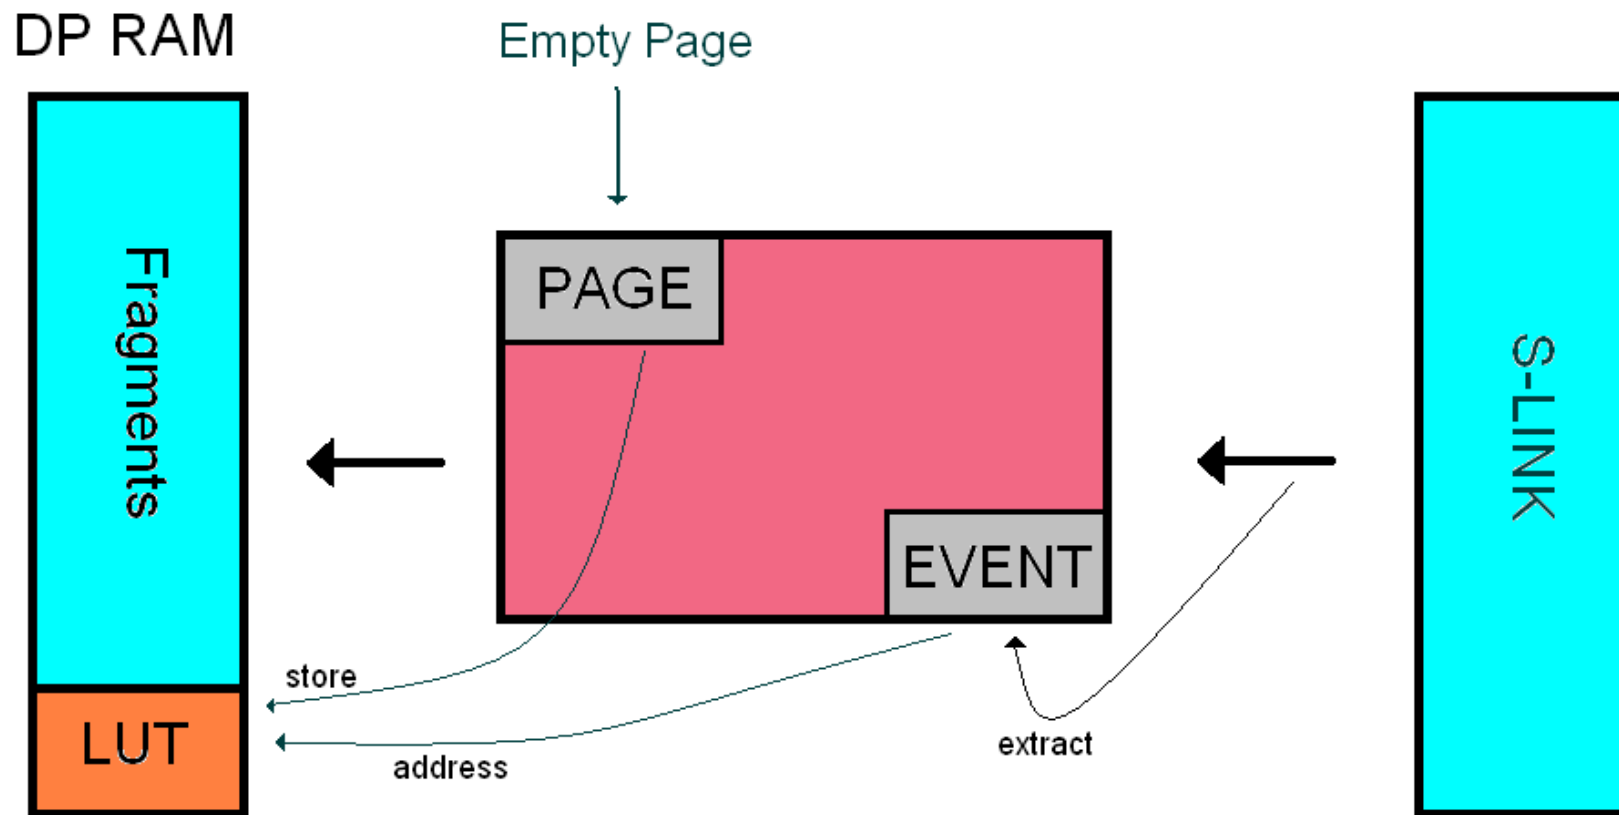 DP RAM
Empty Page
PAGE
Fragments
S-LINK
EVENT
store
LUT
address
extract